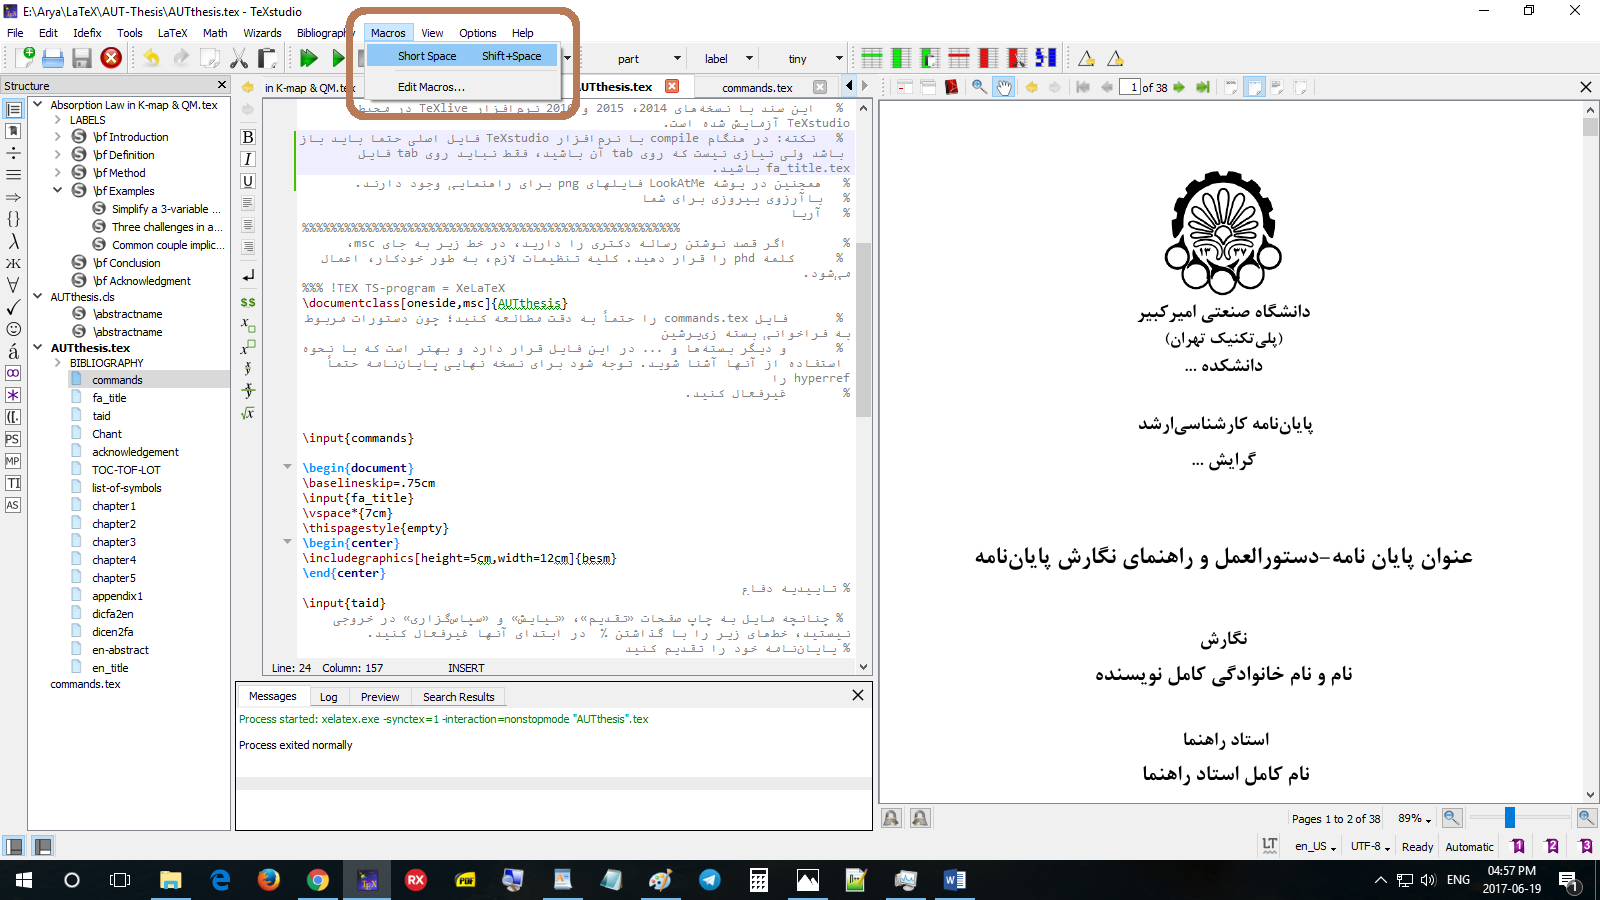 E:\Arya\LaTeX\AUT-Thesis\AUTthesis.tex - TeXstudio
File Edit Idefix Tools LaTeX Math Wizards Bibliography Macros View Options Help
Short Space Shift+Space
Edit Macros...
part label tiny
Structure
in K-map & QM.tex
AUTthesis.tex
commands.tex
1 of 38
Absorption Law in K-map & QM.tex
LABELS
\bf Introduction
\bf Definition
\bf Method
\bf Examples
Simplify a 3-variable ...
Three challenges in a...
Common couple implic...
\bf Conclusion
\bf Acknowledgment
AUTthesis.cls
\abstractname
\abstractname
AUTthesis.tex
BIBLIOGRAPHY
commands
fa_title
taid
Chant
acknowledgement
TOC-TOF-LOT
list-of-symbols
chapter1
chapter2
chapter3
chapter4
chapter5
appendix1
dicfa2en
dicen2fa
en-abstract
en_title
commands.tex
% این سند با نسخه‌های 2014، 2015 و 2016 نرم‌افزار TeXlive در محیط
TeXstudio آزمایش شده است.
% نکته: در هنگام compile با نرم‌افزار TeXstudio فایل اصلی حتما باید باز
باشد ولی نیازی نیست که روی tab آن باشید، فقط نباید روی tab فایل
fa_title.tex باشید.
% همچنین در پوشه LookAtMe فایلهای png برای راهنمایی وجود دارند.
% باآرزوی پیروزی برای شما
% آریا
%%%%%%%%%%%%%%%%%%%%%%%%%%%%%%%%%%%%%%%%%%%%%%%%%%%%
% اگر قصد نوشتن رساله دکتری را دارید، در خط زیر به جای msc،
% کلمه phd را قرار دهید. کلیه تنظیمات لازم، به طور خودکار، اعمال
می‌شود.
%%% !TEX TS-program = XeLaTeX
\documentclass[oneside,msc]{AUTthesis}
% فایل commands.tex را حتماً به دقت مطالعه کنید؛ چون دستورات مربوط
به فراخوانی بسته زی‌پرشین
% و دیگر بسته‌ها و ... در این فایل قرار دارد و بهتر است که با نحوه
استفاده از آنها آشنا شوید. توجه شود برای نسخه نهایی پایان‌نامه حتماً
hyperref را
% غیرفعال کنید.
\input{commands}
\begin{document}
\baselineskip=.75cm
\input{fa_title}
\vspace*{7cm}
\thispagestyle{empty}
\begin{center}
\includegraphics[height=5cm,width=12cm]{besm}
\end{center}
% تاییدیه دفاع
\input{taid}
% چنانچه مایل به چاپ صفحات «تقدیم»، «نیایش» و «سپاس‌گزاری» در خروجی
نیستید، خط‌های زیر را با گذاشتن ٪ در ابتدای آنها غیرفعال کنید.
% پایان‌نامه خود را تقدیم کنید
Line: 24 Column: 157 INSERT
Messages Log Preview Search Results
Process started: xelatex.exe -synctex=1 -interaction=nonstopmode "AUTthesis".tex
Process exited normally
۱۳ ۳۷
دانشگاه صنعتی امیرکبیر
(پلی‌تکنیک تهران)
دانشکده ...
پایان‌نامه کارشناسی‌ارشد
گرایش ...
عنوان پایان نامه-دستورالعمل و راهنمای نگارش پایان‌نامه
نگارش
نام و نام خانوادگی کامل نویسنده
استاد راهنما
نام کامل استاد راهنما
Pages 1 to 2 of 38 89%
LT en_US UTF-8 Ready Automatic 1 2 3
ENG 04:57 PM
2017-06-19
1